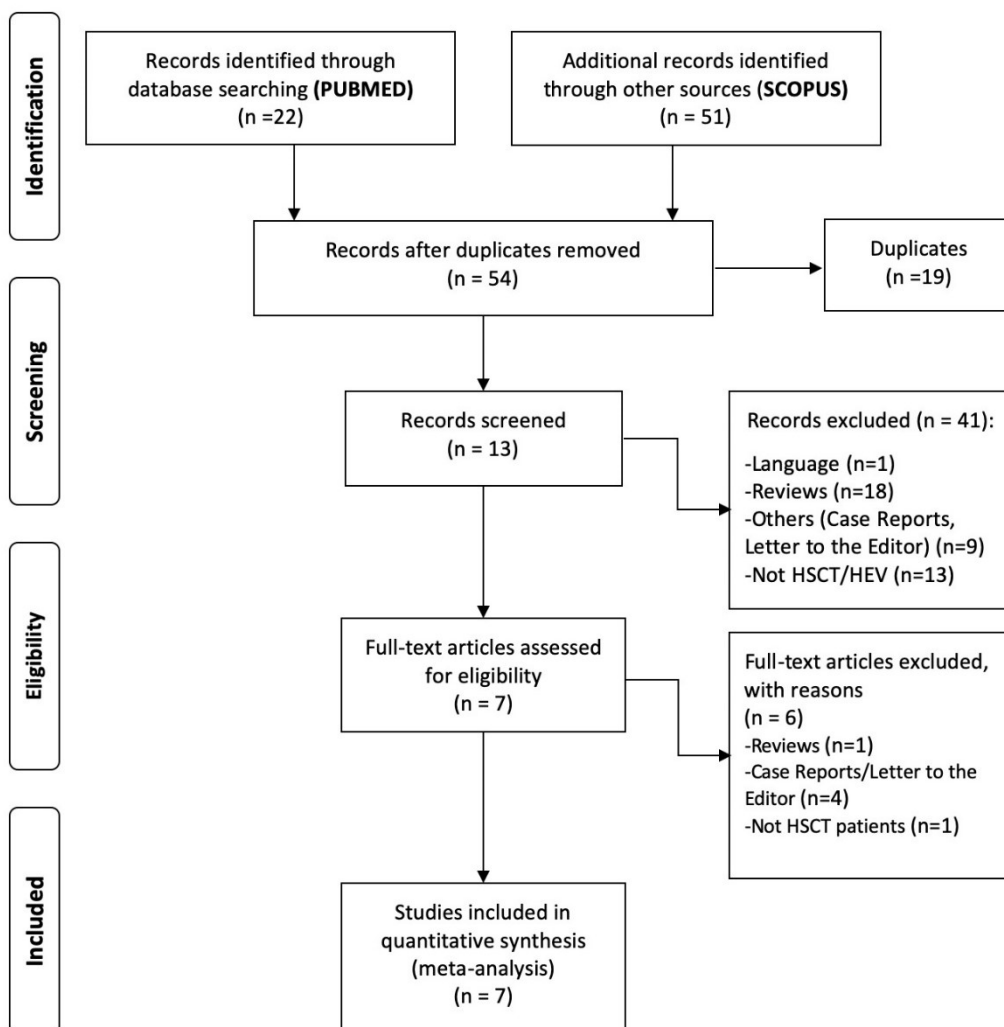 Identification
Records identified through
database searching (PUBMED)
(n =22)
Additional records identified
through other sources (SCOPUS)
(n = 51)
Records after duplicates removed
(n = 54)
Duplicates
(n =19)
Screening
Records screened
(n = 13)
Records excluded (n = 41):
-Language (n=1)
-Reviews (n=18)
-Others (Case Reports,
Letter to the Editor) (n=9)
-Not HSCT/HEV (n=13)
Eligibility
Full-text articles assessed
for eligibility
(n = 7)
Full-text articles excluded,
with reasons
(n = 6)
-Reviews (n=1)
-Case Reports/Letter to the
Editor (n=4)
-Not HSCT patients (n=1)
Included
Studies included in
quantitative synthesis
(meta-analysis)
(n = 7)